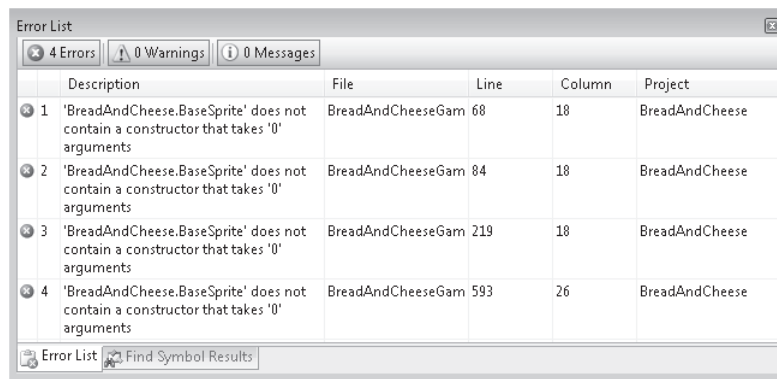 Error List
4 Errors 0 Warnings 0 Messages
Description File Line Column Project
1 'BreadAndCheese.BaseSprite' does not BreadAndCheeseGam 68 18 BreadAndCheese
contain a constructor that takes '0'
arguments
2 'BreadAndCheese.BaseSprite' does not BreadAndCheeseGam 84 18 BreadAndCheese
contain a constructor that takes '0'
arguments
3 'BreadAndCheese.BaseSprite' does not BreadAndCheeseGam 219 18 BreadAndCheese
contain a constructor that takes '0'
arguments
4 'BreadAndCheese.BaseSprite' does not BreadAndCheeseGam 593 26 BreadAndCheese
contain a constructor that takes '0'
arguments
Error List Find Symbol Results